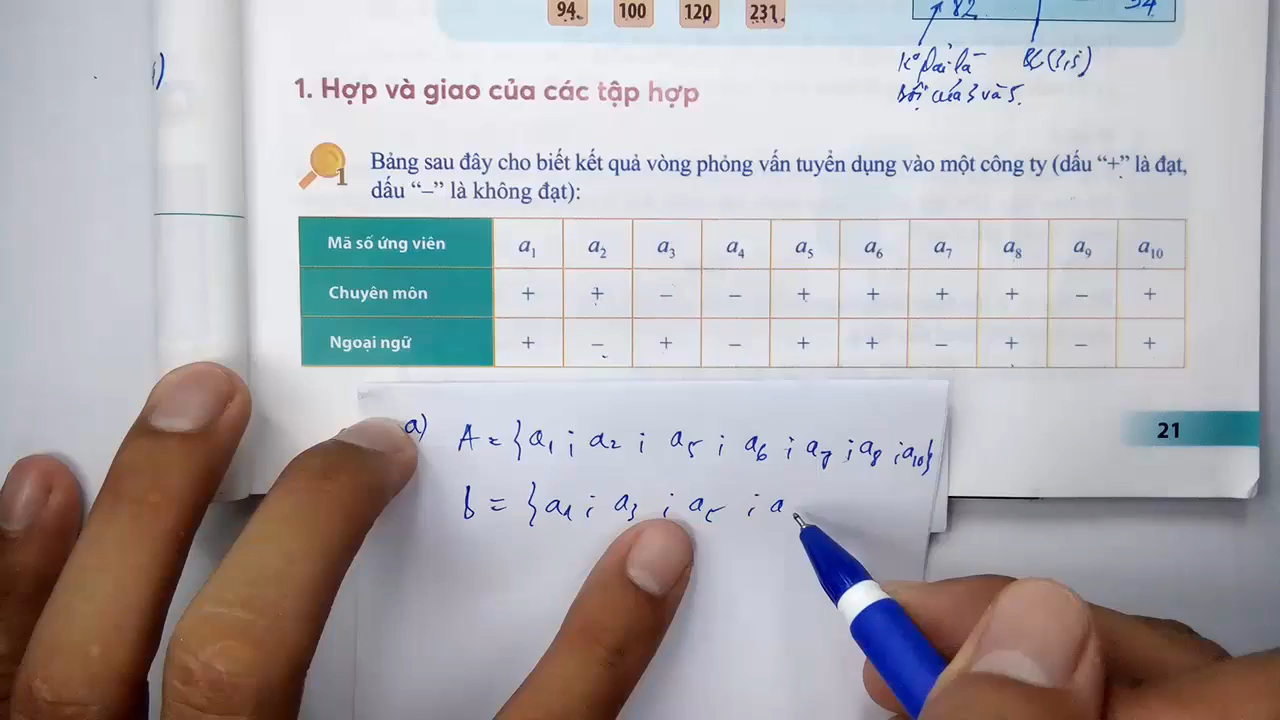 94. 100 120 231.
82 54
K° phải là BC(3,5)
Bội của 3 và 5.
1. Hợp và giao của các tập hợp
1 Bảng sau đây cho biết kết quả vòng phỏng vấn tuyển dụng vào một công ty (dấu “+” là đạt,
dấu “–” là không đạt):
Mã số ứng viên a1 a2 a3 a4 a5 a6 a7 a8 a9 a10
Chuyên môn + + – – + + + + – +
Ngoại ngữ + – + – + + – + – +
a) A = {a1 ; a2 ; a5 ; a6 ; a7 ; a8 ; a10}
B = {a1 ; a3 ; a5 ; a
21